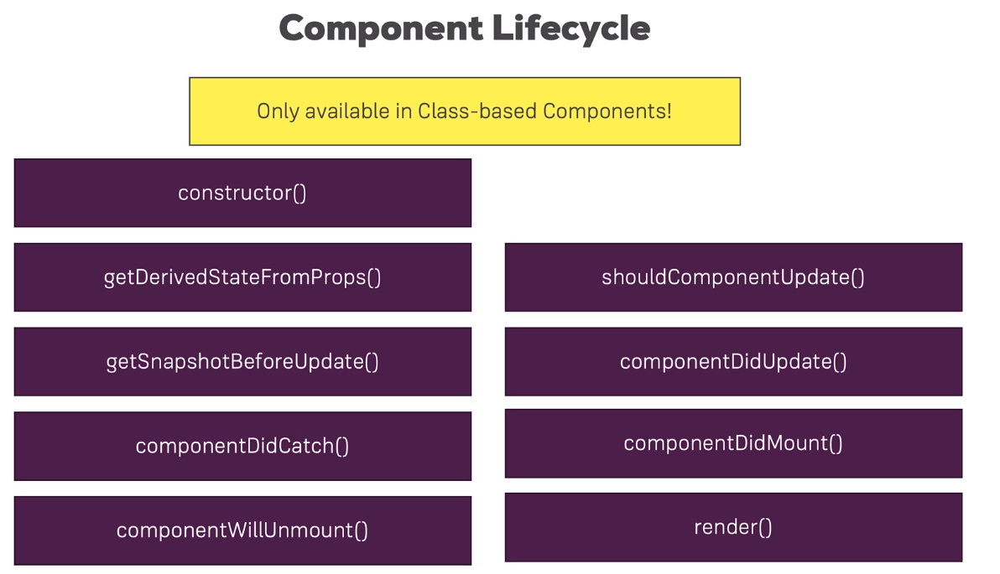 Component Lifecycle
Only available in Class-based Components!
constructor()
getDerivedStateFromProps()
shouldComponentUpdate()
getSnapshotBeforeUpdate()
componentDidUpdate()
componentDidCatch()
componentDidMount()
componentWillUnmount()
render()